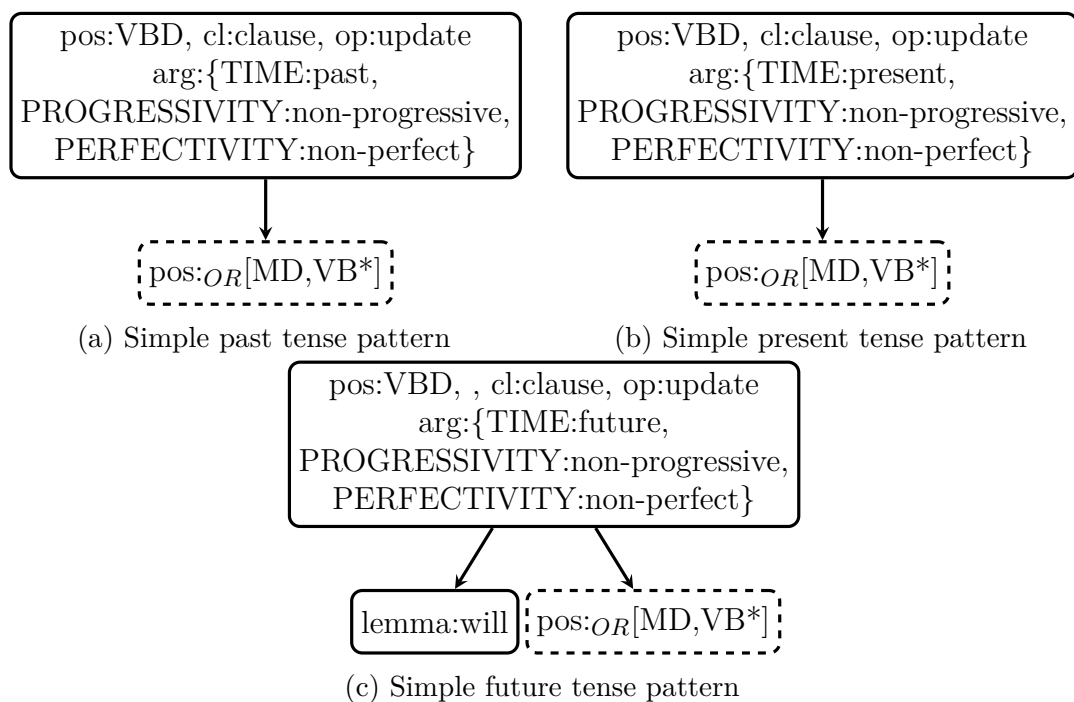 pos:VBD, cl:clause, op:update
arg:{TIME:past,
PROGRESSIVITY:non-progressive,
PERFECTIVITY:non-perfect}
pos:OR[MD,VB*]
(a) Simple past tense pattern
pos:VBD, cl:clause, op:update
arg:{TIME:present,
PROGRESSIVITY:non-progressive,
PERFECTIVITY:non-perfect}
pos:OR[MD,VB*]
(b) Simple present tense pattern
pos:VBD, , cl:clause, op:update
arg:{TIME:future,
PROGRESSIVITY:non-progressive,
PERFECTIVITY:non-perfect}
lemma:will
pos:OR[MD,VB*]
(c) Simple future tense pattern